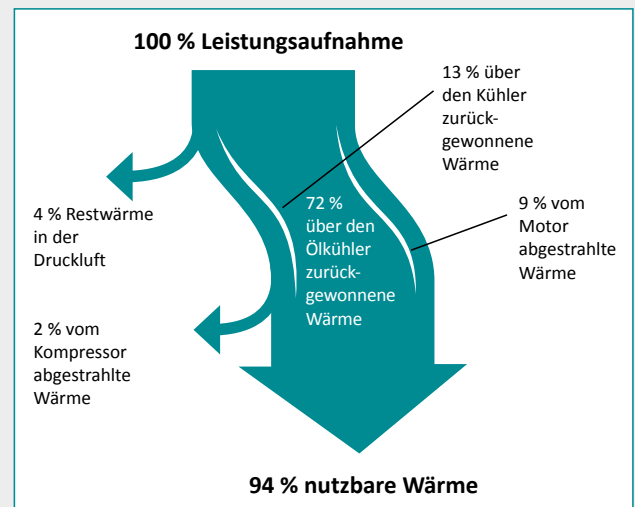 100 % Leistungsaufnahme
13 % über
den Kühler
zurück-
gewonnene
Wärme
4 % Restwärme
in der
Druckluft
72 %
über den
Ölkühler
zurück-
gewonnene
Wärme
9 % vom
Motor
abgestrahlte
Wärme
2 % vom
Kompressor
abgestrahlte
Wärme
94 % nutzbare Wärme